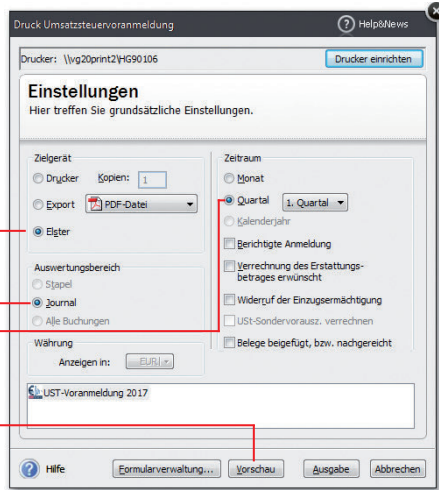 Druck Umsatzsteuervoranmeldung
Help&News
Drucker: \\vg20print2\HG90106
Drucker einrichten
Einstellungen
Hier treffen Sie grundsätzliche Einstellungen.
Zielgerät
Drucker Kopien: 1
Export PDF-Datei
Elster
Auswertungsbereich
Stapel
Journal
Alle Buchungen
Währung
Anzeigen in: EUR
Zeitraum
Monat
Quartal 1. Quartal
Kalenderjahr
Berichtigte Anmeldung
Verrechnung des Erstattungs-
betrages erwünscht
Widerruf der Einzugsermächtigung
USt-Sondervorausz. verrechnen
Belege beigefügt, bzw. nachgereicht
UST-Voranmeldung 2017
Hilfe
Formularverwaltung...
Vorschau
Ausgabe
Abbrechen